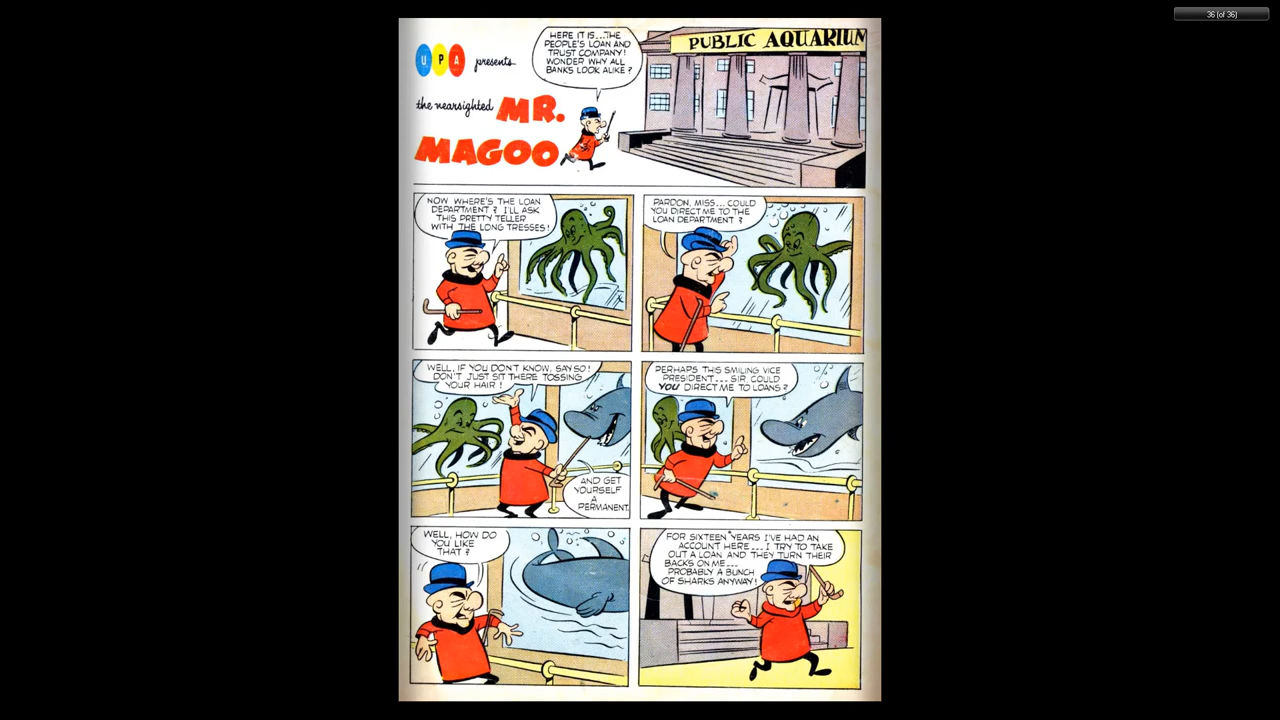 36 (of 36)
UPA presents
the nearsighted MR.
MAGOO
HERE IT IS...THE
PEOPLE'S LOAN AND
TRUST COMPANY!
WONDER WHY ALL
BANKS LOOK ALIKE?
PUBLIC AQUARIUM
NOW WHERE'S THE LOAN
DEPARTMENT? I'LL ASK
THIS PRETTY TELLER
WITH THE LONG TRESSES!
PARDON, MISS... COULD
YOU DIRECT ME TO THE
LOAN DEPARTMENT?
WELL, IF YOU DON'T KNOW, SAY SO!
DON'T JUST SIT THERE TOSSING
YOUR HAIR!
AND GET
YOURSELF
A
PERMANENT.
PERHAPS THIS SMILING VICE
PRESIDENT... SIR, COULD
YOU DIRECT ME TO LOANS?
WELL, HOW DO
YOU LIKE
THAT?
FOR SIXTEEN YEARS I'VE HAD AN
ACCOUNT HERE... I TRY TO TAKE
OUT A LOAN AND THEY TURN THEIR
BACKS ON ME...
PROBABLY A BUNCH
OF SHARKS ANYWAY!